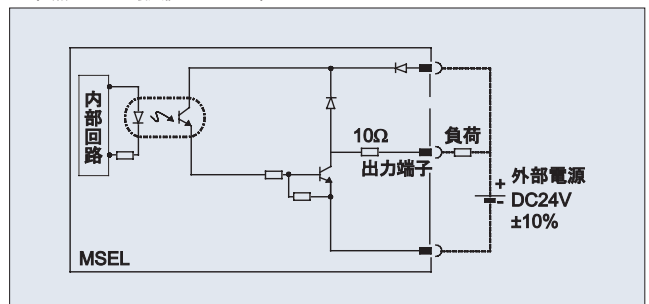 内部回路
10Ω
負荷
出力端子
+
外部電源
-
DC24V
±10%
MSEL